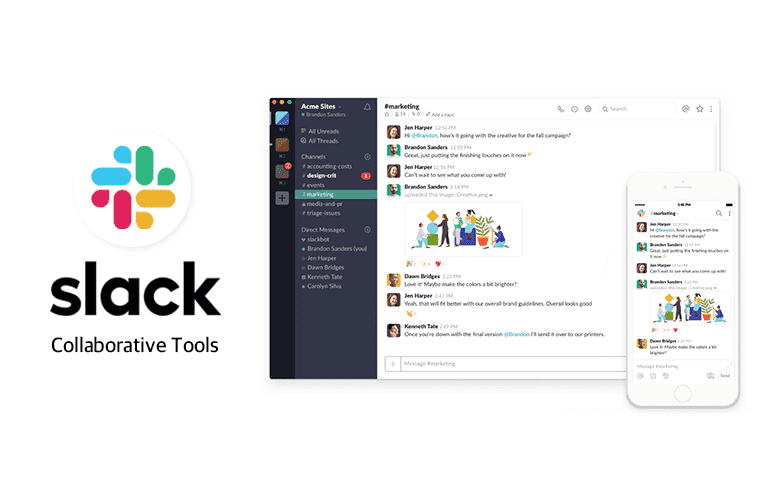 slack
Collaborative Tools
Acme Sites
Brandon Sanders
All Unreads
All Threads
Channels
# accounting-costs
# design-crit 1
# events
# marketing
media-and-pr
# triage-issues
Direct Messages
slackbot
Brandon Sanders (you)
Jen Harper
Dawn Bridges
Kenneth Tate
Carolyn Silva
2
#marketing
19
0
Add a topic
Search
Jen Harper 12:50 PM
Hi @Brandon, how's it going with the creative for the fall campaign?
Brandon Sanders 12:55 PM
Great, just putting the finishing touches on it now
Jen Harper 12:56 PM
Can't wait to see what you come up with!
Brandon Sanders 2:18 PM
uploaded this image: Creative.png
Dawn Bridges 2:22 PM
Love it! Maybe make the colors a bit brighter?
Jen Harper 2:47 PM
Yeah, that will fit better with our overall brand guidelines. Overall looks good
Kenneth Tate 2:49 PM
Once you're down with the final version @Brandon I'll send it over to our printers.
Message #marketing
#marketing
Jen Harper
Hi @Brandon, how's it going with the
creative for the fall campaign?
Brandon Sanders
Great, just putting the finishing touches on
it now
Jen Harper
Can't wait to see what you come up with!
Brandon Sanders
uploaded this image: Creative.png
Dawn Bridges
Love it! Maybe make the colors a bit
brighter?
Message #marketing
Send